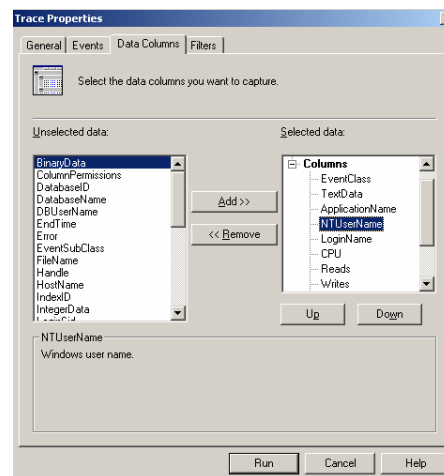 Trace Properties
General Events Data Columns Filters
Select the data columns you want to capture.
Unselected data:
Selected data:
BinaryData
ColumnPermissions
DatabaseID
DatabaseName
DBUserName
EndTime
Error
EventSubClass
FileName
Handle
HostName
IndexID
IntegerData
LoginSid
Add >>
<< Remove
Columns
EventClass
TextData
ApplicationName
NTUserName
LoginName
CPU
Reads
Writes
Up Down
NTUserName
Windows user name.
Run Cancel Help